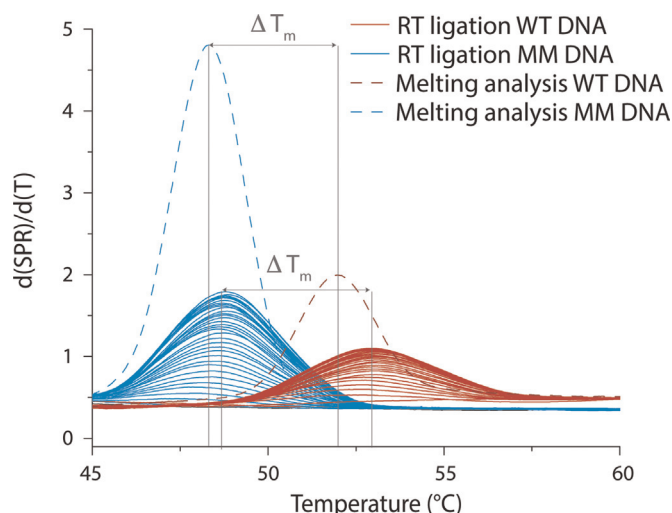 ΔTm
RT ligation WT DNA
RT ligation MM DNA
Melting analysis WT DNA
Melting analysis MM DNA
5
4
3
2
1
0
d(SPR)/d(T)
ΔTm
45
50
55
60
Temperature (°C)